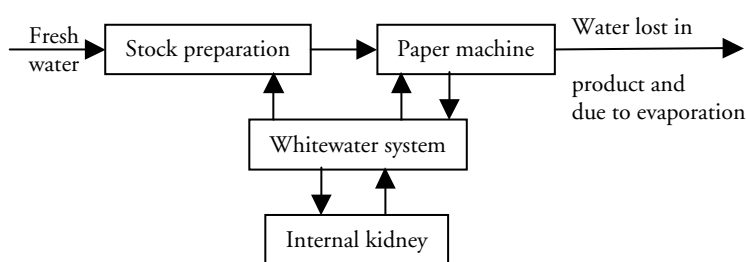 Fresh
water
Stock preparation
Paper machine
Water lost in
product and
due to evaporation
Whitewater system
Internal kidney